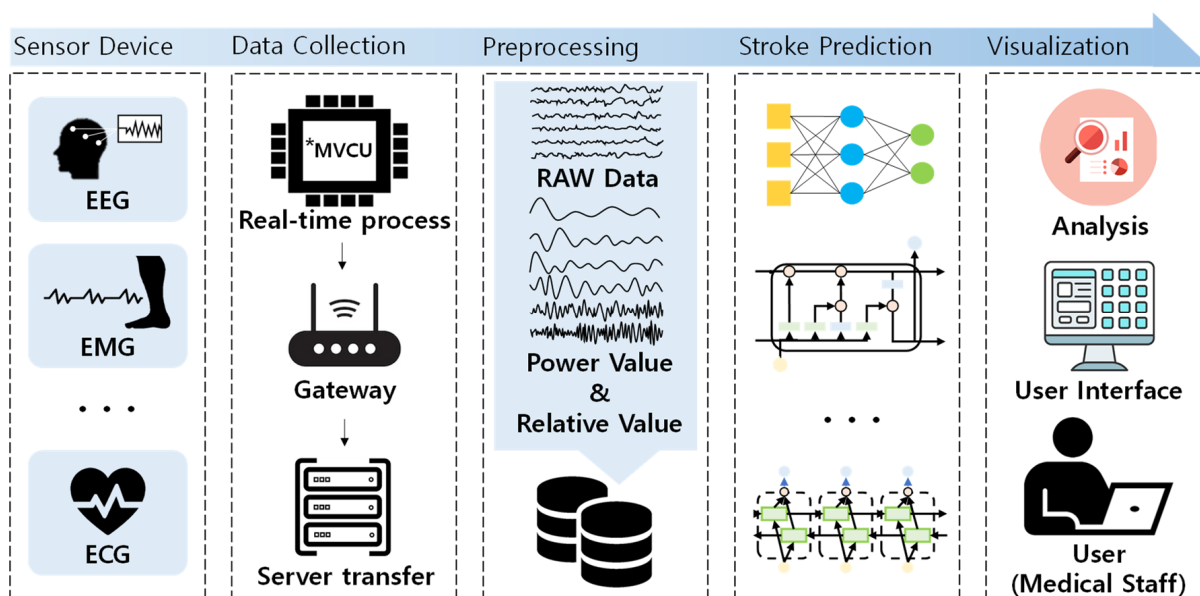 Sensor Device
Data Collection
Preprocessing
Stroke Prediction
Visualization
EEG
EMG
. . .
ECG
*MVCU
Real-time process
Gateway
Server transfer
RAW Data
Power Value
&
Relative Value
. . .
Analysis
User Interface
User
(Medical Staff)